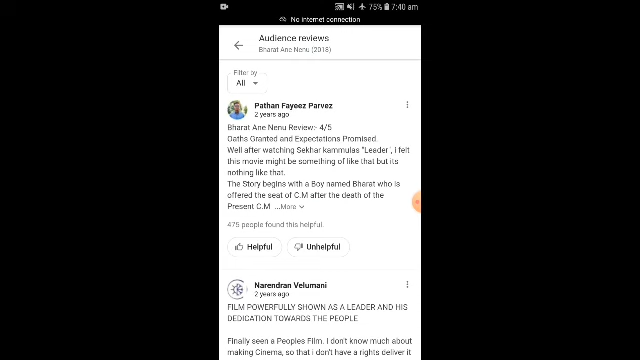 75% 7:40 am
No internet connection
Audience reviews
Bharat Ane Nenu (2018)
Filter by
All
Pathan Fayeez Parvez
2 years ago
Bharat Ane Nenu Review:- 4/5
Oaths Granted and Expectations Promised.
Well after watching Sekhar kammulas "Leader", i felt
this movie might be something of like that but its
nothing like that.
The Story begins with a Boy named Bharat who is
offered the seat of C.M after the death of the
Present C.M ...More
475 people found this helpful.
Helpful Unhelpful
Narendran Velumani
2 years ago
FILM POWERFULLY SHOWN AS A LEADER AND HIS
DEDICATION TOWARDS THE PEOPLE
Finally seen a Peoples Film. I don't know much about
making Cinema, so that i don't have a rights deliver it